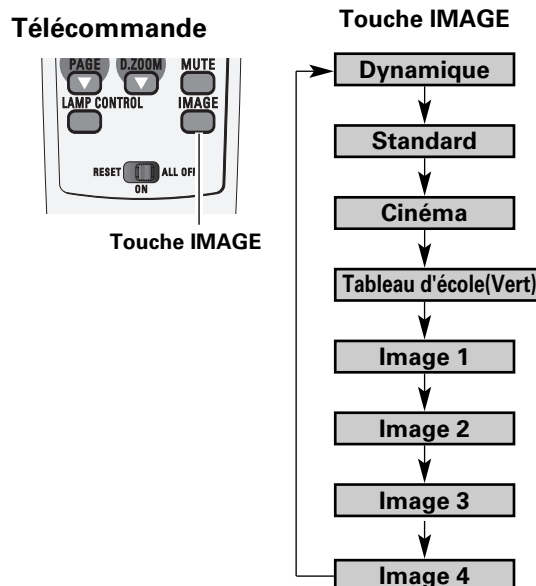 Télécommande
PAGE D.ZOOM MUTE
LAMP CONTROL IMAGE
RESET ALL OFF
ON
Touche IMAGE
Touche IMAGE
Dynamique
Standard
Cinéma
Tableau d'école(Vert)
Image 1
Image 2
Image 3
Image 4